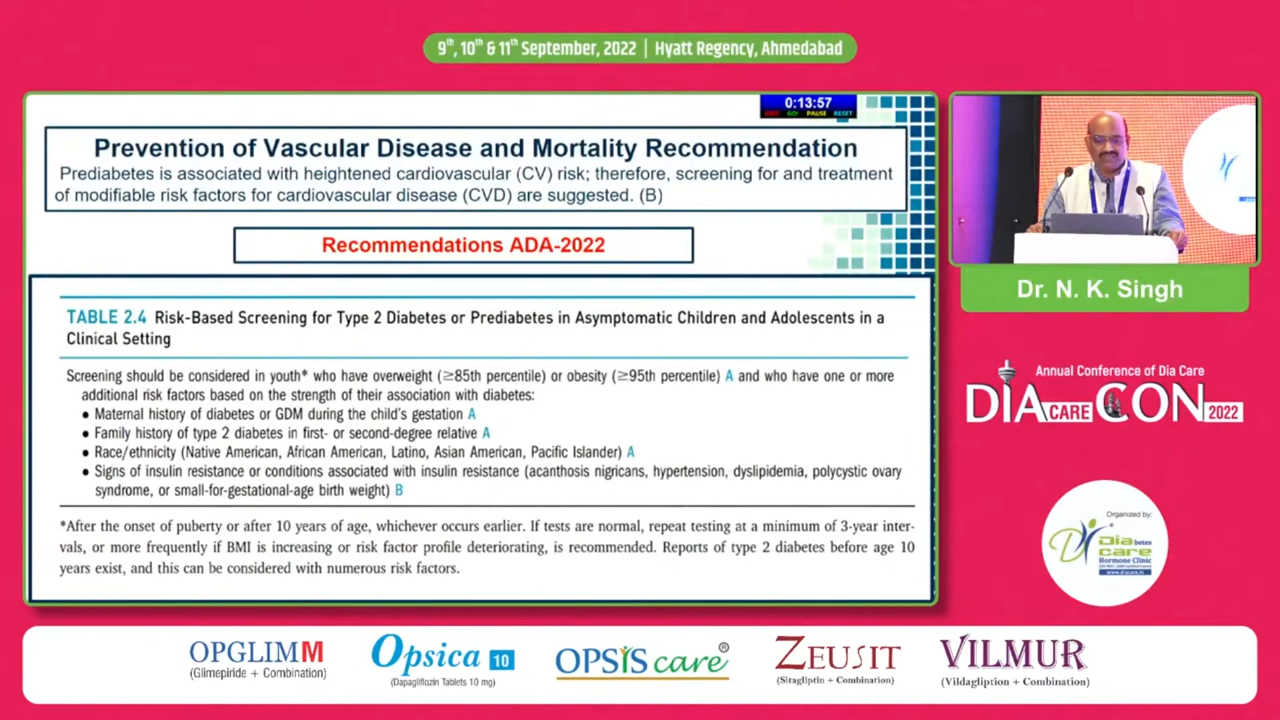 9th, 10th & 11th September, 2022 | Hyatt Regency, Ahmedabad
0:13:57
EXIT GO! PAUSE RESET
Prevention of Vascular Disease and Mortality Recommendation
Prediabetes is associated with heightened cardiovascular (CV) risk; therefore, screening for and treatment
of modifiable risk factors for cardiovascular disease (CVD) are suggested. (B)
Recommendations ADA-2022
TABLE 2.4 Risk-Based Screening for Type 2 Diabetes or Prediabetes in Asymptomatic Children and Adolescents in a
Clinical Setting
Screening should be considered in youth* who have overweight (≥85th percentile) or obesity (≥95th percentile) A and who have one or more
additional risk factors based on the strength of their association with diabetes:
● Maternal history of diabetes or GDM during the child's gestation A
● Family history of type 2 diabetes in first- or second-degree relative A
● Race/ethnicity (Native American, African American, Latino, Asian American, Pacific Islander) A
● Signs of insulin resistance or conditions associated with insulin resistance (acanthosis nigricans, hypertension, dyslipidemia, polycystic ovary
syndrome, or small-for-gestational-age birth weight) B
*After the onset of puberty or after 10 years of age, whichever occurs earlier. If tests are normal, repeat testing at a minimum of 3-year inter-
vals, or more frequently if BMI is increasing or risk factor profile deteriorating, is recommended. Reports of type 2 diabetes before age 10
years exist, and this can be considered with numerous risk factors.
Dr. N. K. Singh
Annual Conference of Dia Care
DIA CARE CON 2022
Organized by:
Diabetes
care
Hormone Clinic
www.diacare.in
OPGLIMM
(Glimepiride + Combination)
Opsica 10
(Dapagliflozin Tablets 10 mg)
OPSIS care®
ZEUSIT
(Sitagliptin + Combination)
VILMUR
(Vildagliption + Combination)